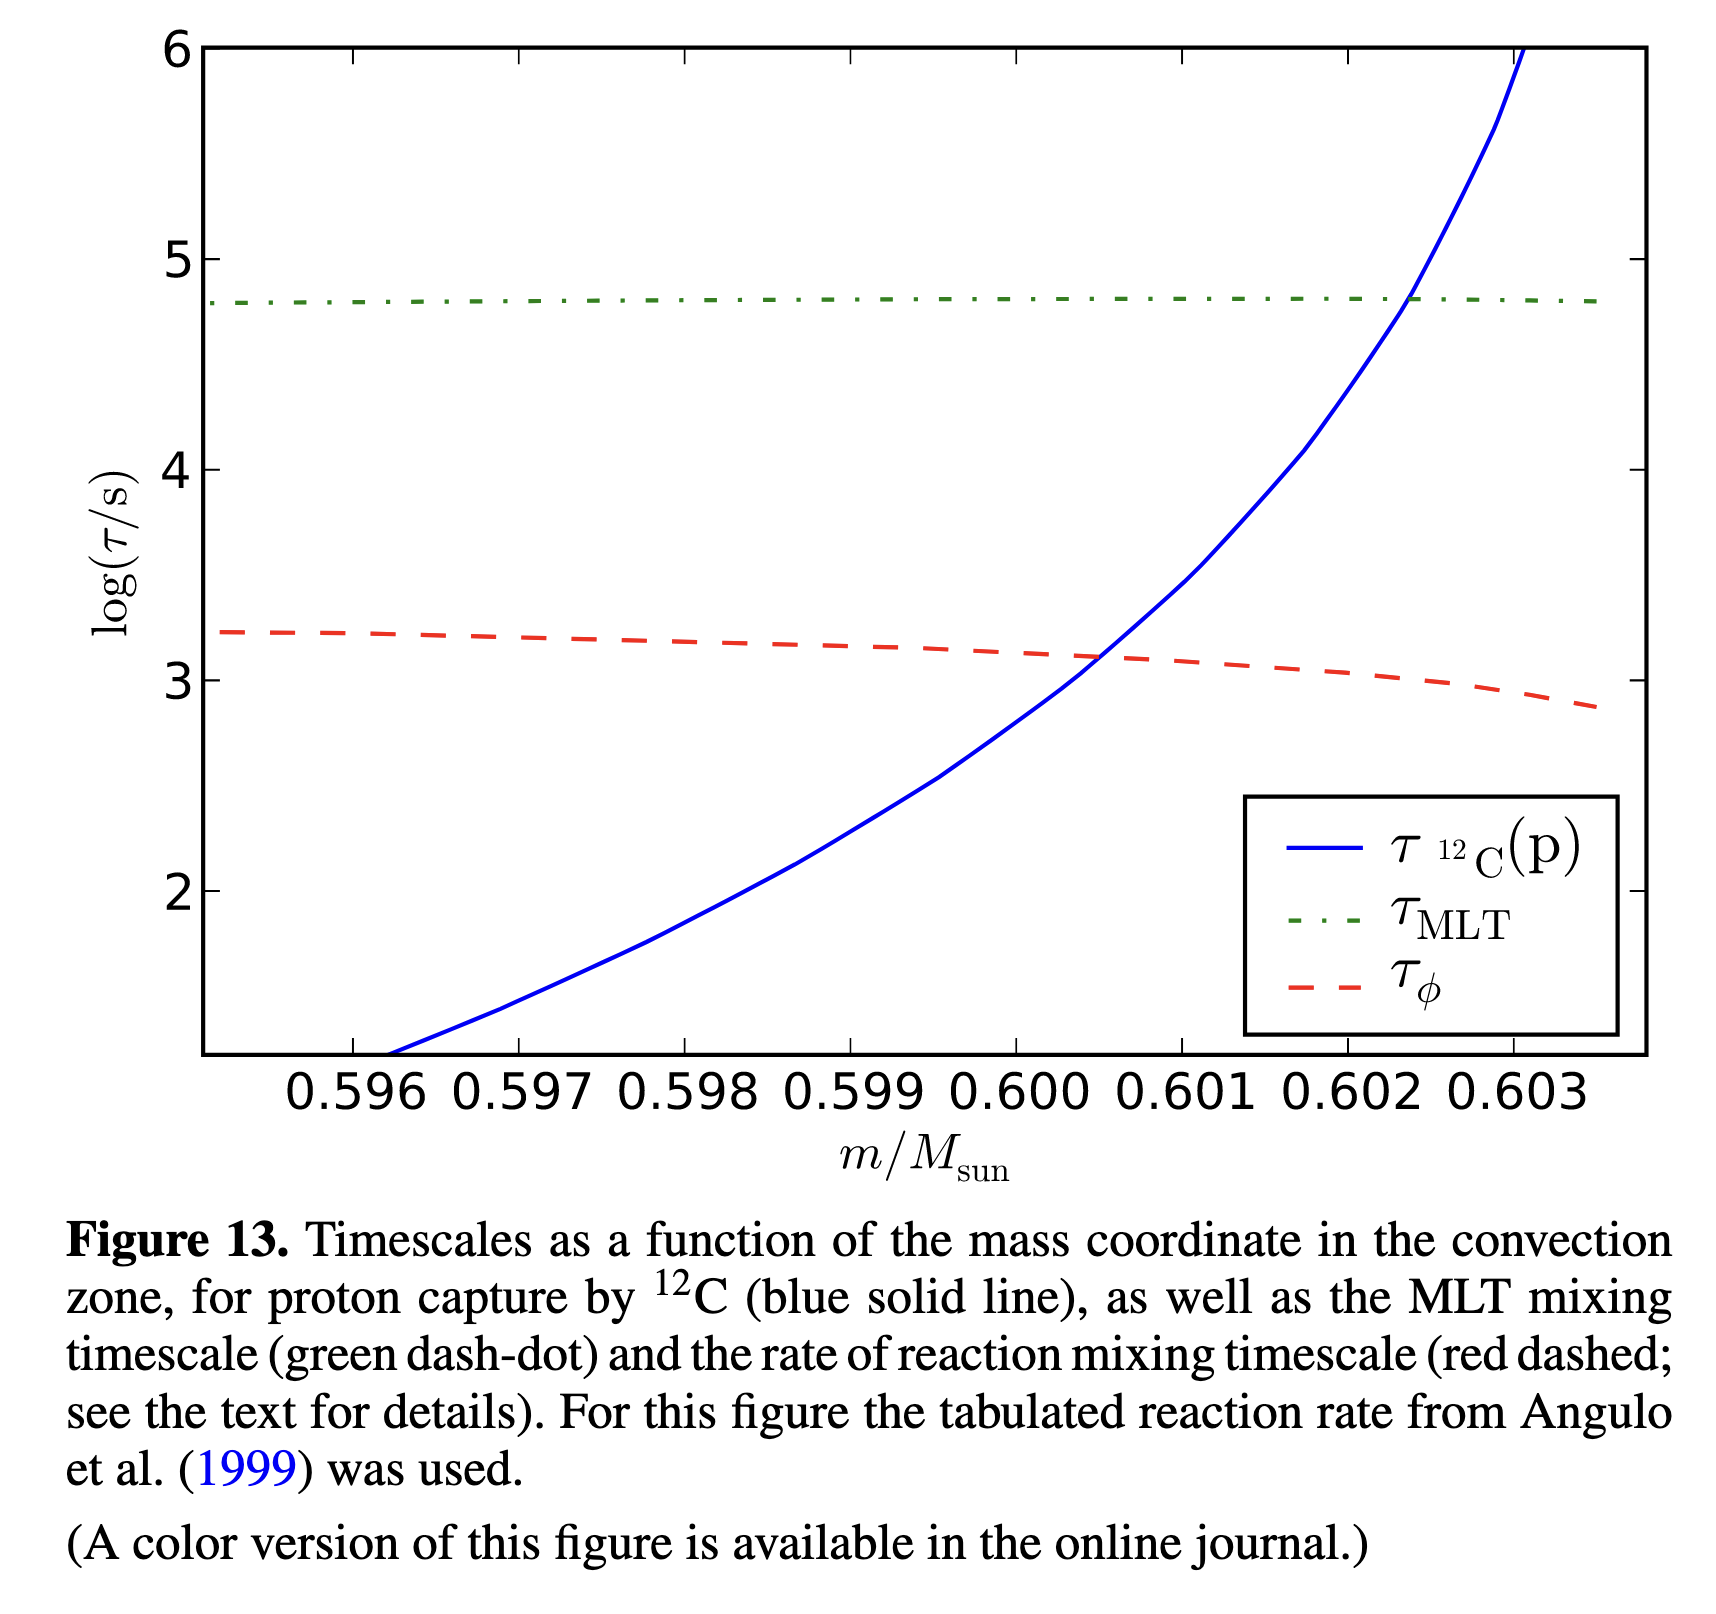 6
5
4
3
2
log(τ/s)
τ ¹²C(p)
τ_MLT
τ_ϕ
0.596 0.597 0.598 0.599 0.600 0.601 0.602 0.603
m/M_sun
Figure 13. Timescales as a function of the mass coordinate in the convection
zone, for proton capture by ¹²C (blue solid line), as well as the MLT mixing
timescale (green dash-dot) and the rate of reaction mixing timescale (red dashed;
see the text for details). For this figure the tabulated reaction rate from Angulo
et al. (1999) was used.
(A color version of this figure is available in the online journal.)